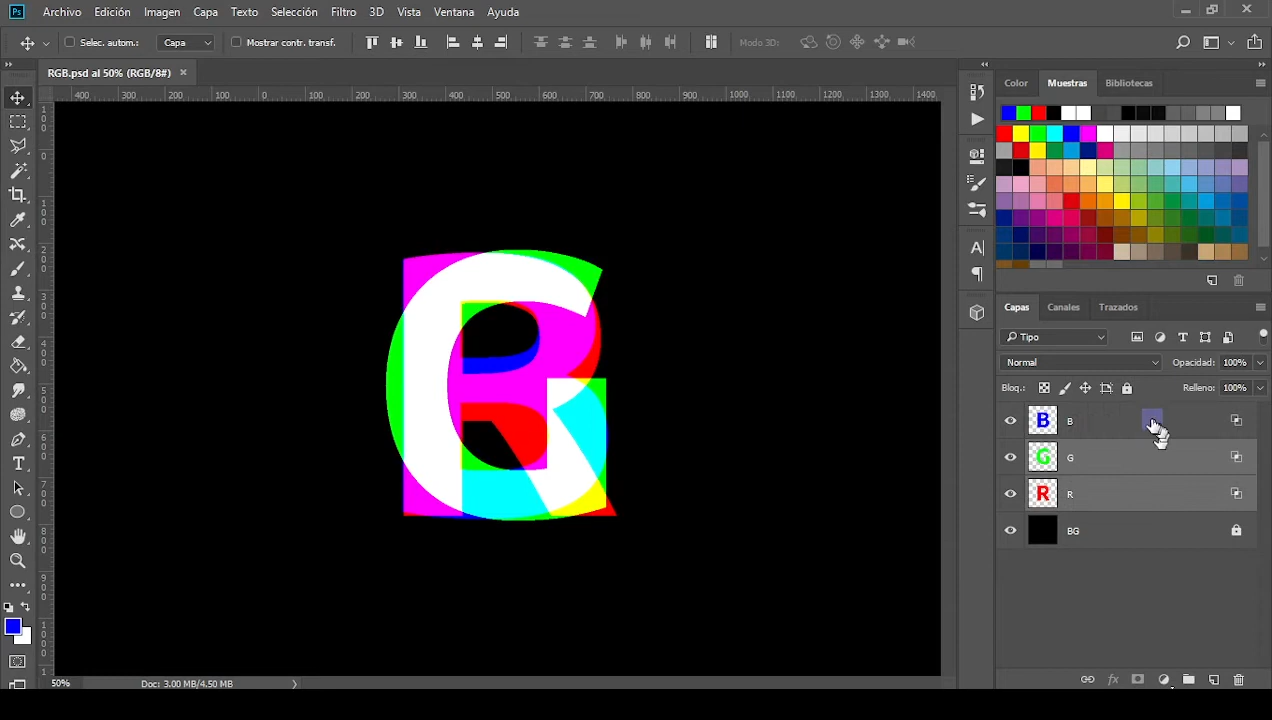 Ps Archivo Edición Imagen Capa Texto Selección Filtro 3D Vista Ventana Ayuda
Selec. autom.: Capa Mostrar contr. transf. Modo 3D:
RGB.psd al 50% (RGB/8#) ×
Color Muestras Bibliotecas
400 300 200 100 0 100 200 300 400 500 600 700 800 900 1000 1100 1200 1300 1400
Capas Canales Trazados
Tipo
Normal Opacidad: 100%
Bloq.: Relleno: 100%
B B
G G
R R
BG
50% Doc: 3.00 MB/4.50 MB